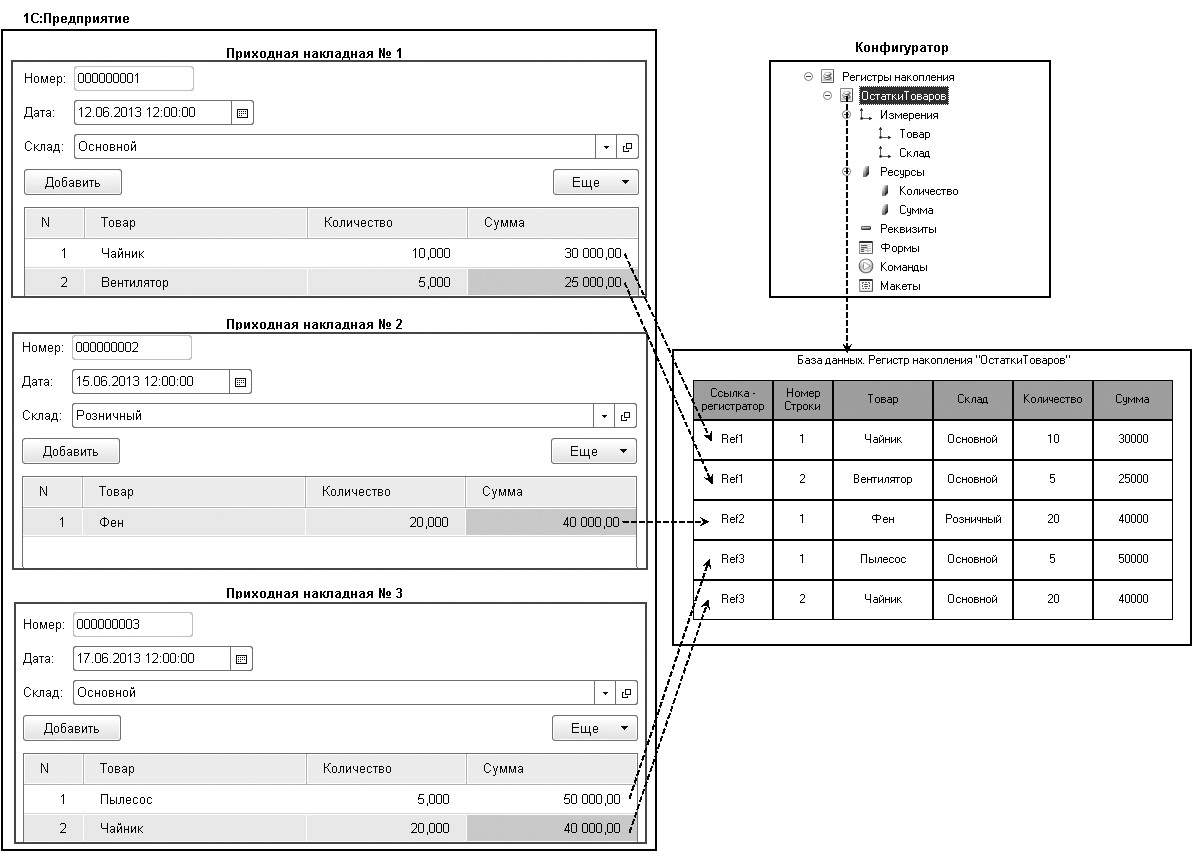 1С:Предприятие
Приходная накладная № 1
Номер: 000000001
Дата: 12.06.2013 12:00:00
Склад: Основной
Добавить Еще
N Товар Количество Сумма
1 Чайник 10,000 30 000,00
2 Вентилятор 5,000 25 000,00
Приходная накладная № 2
Номер: 000000002
Дата: 15.06.2013 12:00:00
Склад: Розничный
Добавить Еще
N Товар Количество Сумма
1 Фен 20,000 40 000,00
Приходная накладная № 3
Номер: 000000003
Дата: 17.06.2013 12:00:00
Склад: Основной
Добавить Еще
N Товар Количество Сумма
1 Пылесос 5,000 50 000,00
2 Чайник 20,000 40 000,00
Конфигуратор
Регистры накопления
ОстаткиТоваров
Измерения
Товар
Склад
Ресурсы
Количество
Сумма
Реквизиты
Формы
Команды
Макеты
База данных. Регистр накопления "ОстаткиТоваров"
Ссылка - Номер Товар Склад Количество Сумма
регистратор Строки
Ref1 1 Чайник Основной 10 30000
Ref1 2 Вентилятор Основной 5 25000
Ref2 1 Фен Розничный 20 40000
Ref3 1 Пылесос Основной 5 50000
Ref3 2 Чайник Основной 20 40000